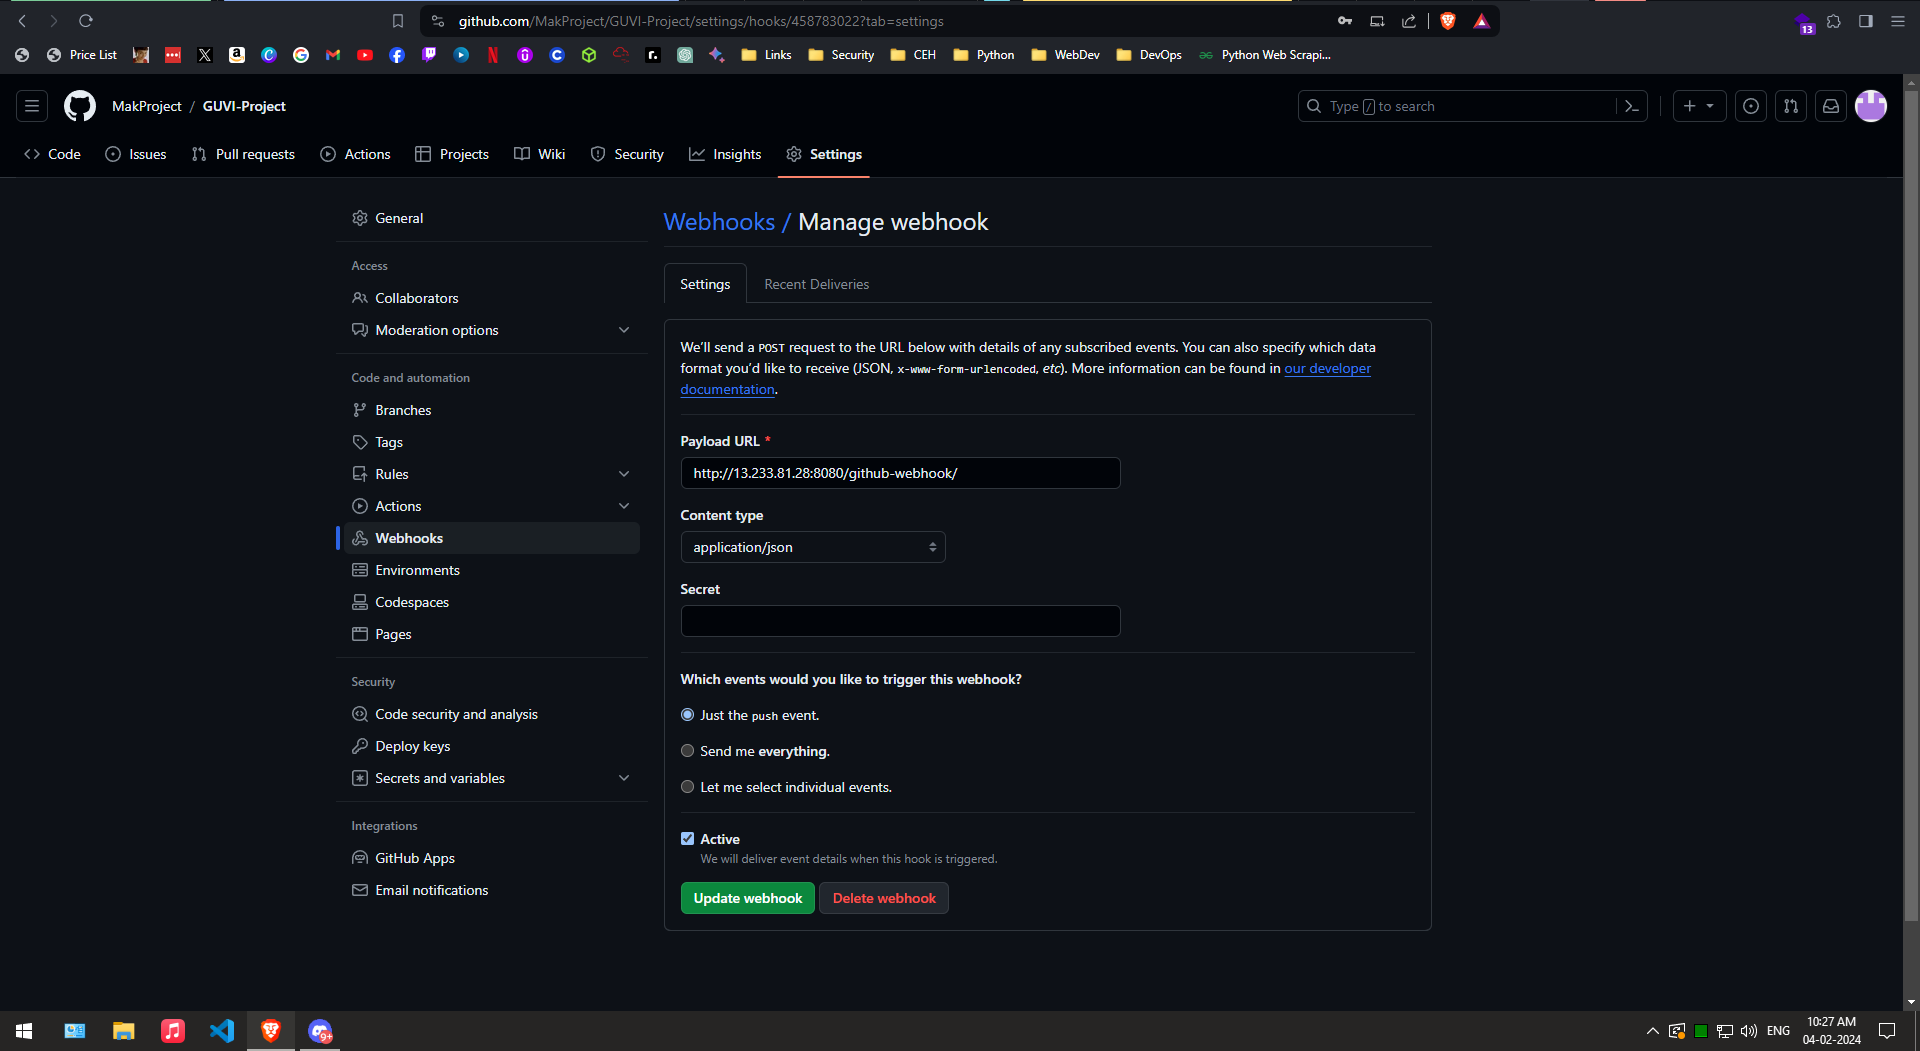 github.com/MakProject/GUVI-Project/settings/hooks/458783022?tab=settings
13
Price List
Links
Security
CEH
Python
WebDev
DevOps
Python Web Scrapi...
MakProject / GUVI-Project
Type / to search
Code
Issues
Pull requests
Actions
Projects
Wiki
Security
Insights
Settings
General
Access
Collaborators
Moderation options
Code and automation
Branches
Tags
Rules
Actions
Webhooks
Environments
Codespaces
Pages
Security
Code security and analysis
Deploy keys
Secrets and variables
Integrations
GitHub Apps
Email notifications
Webhooks / Manage webhook
Settings
Recent Deliveries
We'll send a POST request to the URL below with details of any subscribed events. You can also specify which data
format you'd like to receive (JSON, x-www-form-urlencoded, etc). More information can be found in our developer
documentation.
Payload URL *
http://13.233.81.28:8080/github-webhook/
Content type
application/json
Secret
Which events would you like to trigger this webhook?
Just the push event.
Send me everything.
Let me select individual events.
Active
We will deliver event details when this hook is triggered.
Update webhook
Delete webhook
9+
ENG
10:27 AM
04-02-2024